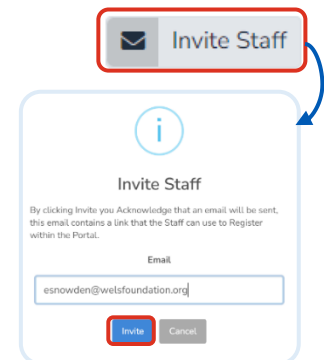 Invite Staff
i
Invite Staff
By clicking Invite you Acknowledge that an email will be sent,
this email contains a link that the Staff can use to Register
within the Portal.
Email
esnowden@welsfoundation.org
Invite Cancel